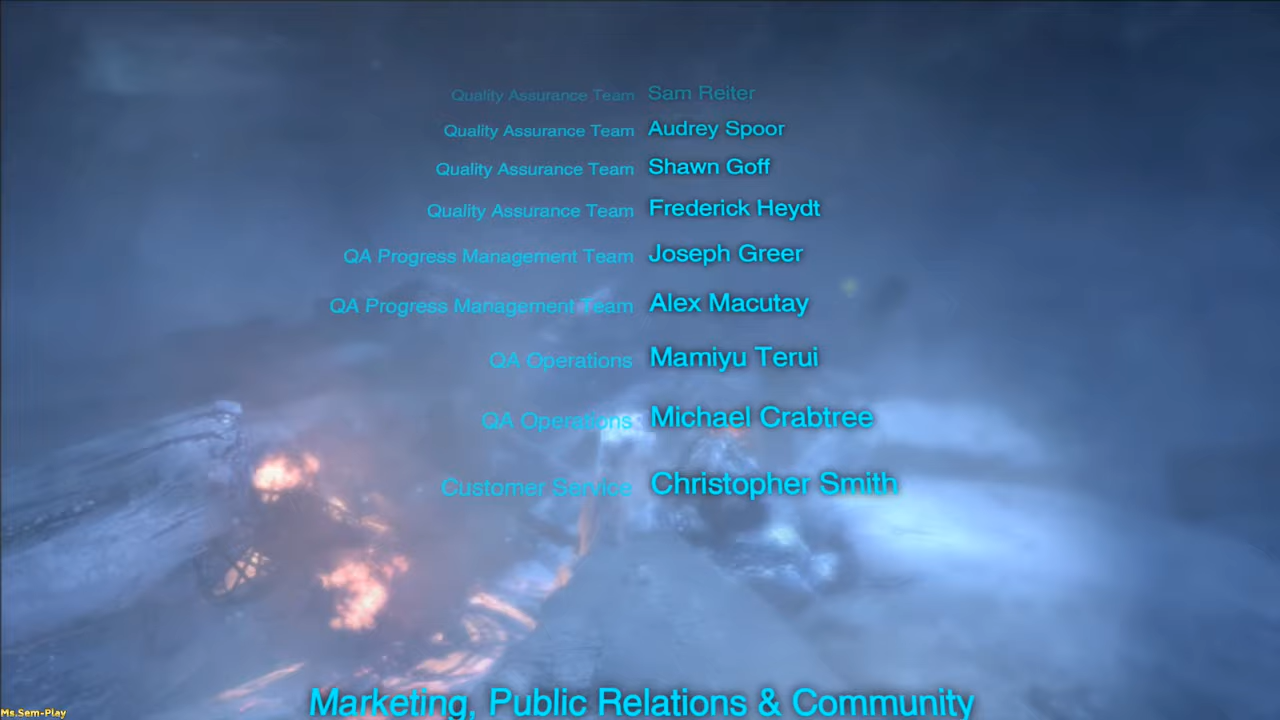 Quality Assurance Team Sam Reiter
Quality Assurance Team Audrey Spoor
Quality Assurance Team Shawn Goff
Quality Assurance Team Frederick Heydt
QA Progress Management Team Joseph Greer
QA Progress Management Team Alex Macutay
QA Operations Mamiyu Terui
QA Operations Michael Crabtree
Customer Service Christopher Smith
Marketing, Public Relations & Community
Ms.Sem-Play